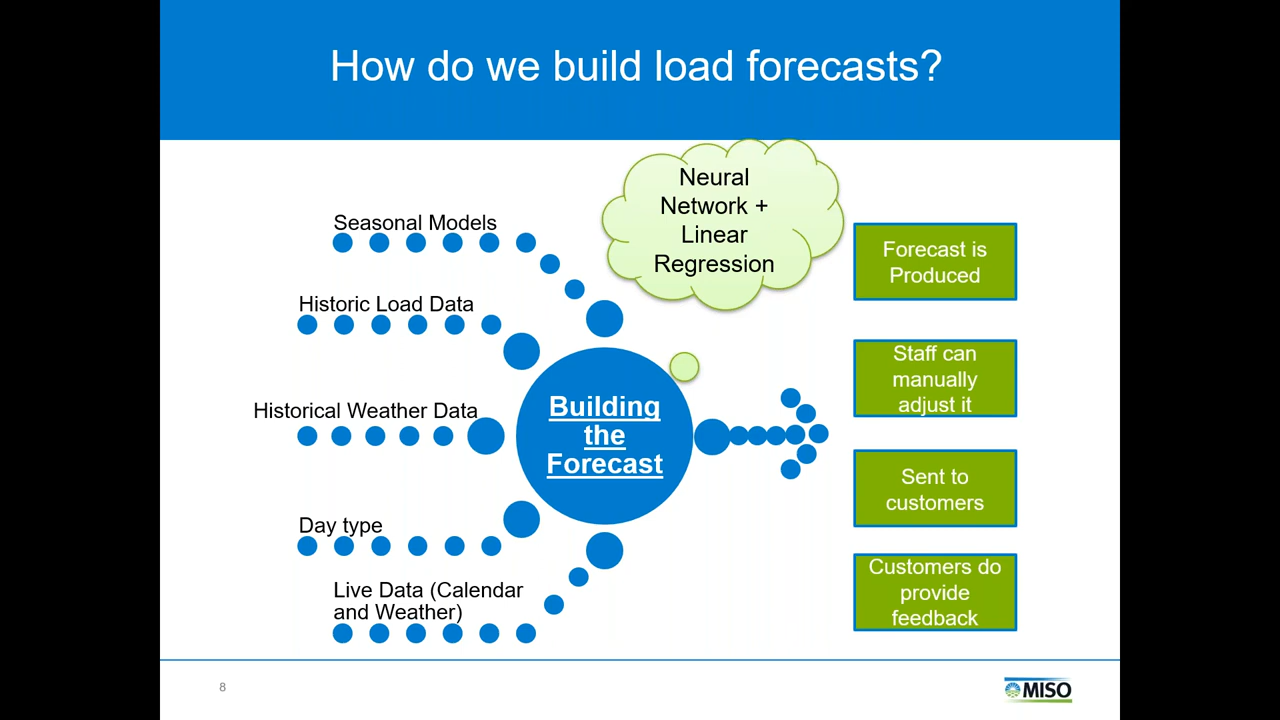 How do we build load forecasts?
Neural
Network +
Linear
Regression
Seasonal Models
Historic Load Data
Historical Weather Data
Day type
Live Data (Calendar
and Weather)
Building
the
Forecast
Forecast is
Produced
Staff can
manually
adjust it
Sent to
customers
Customers do
provide
feedback
8
MISO